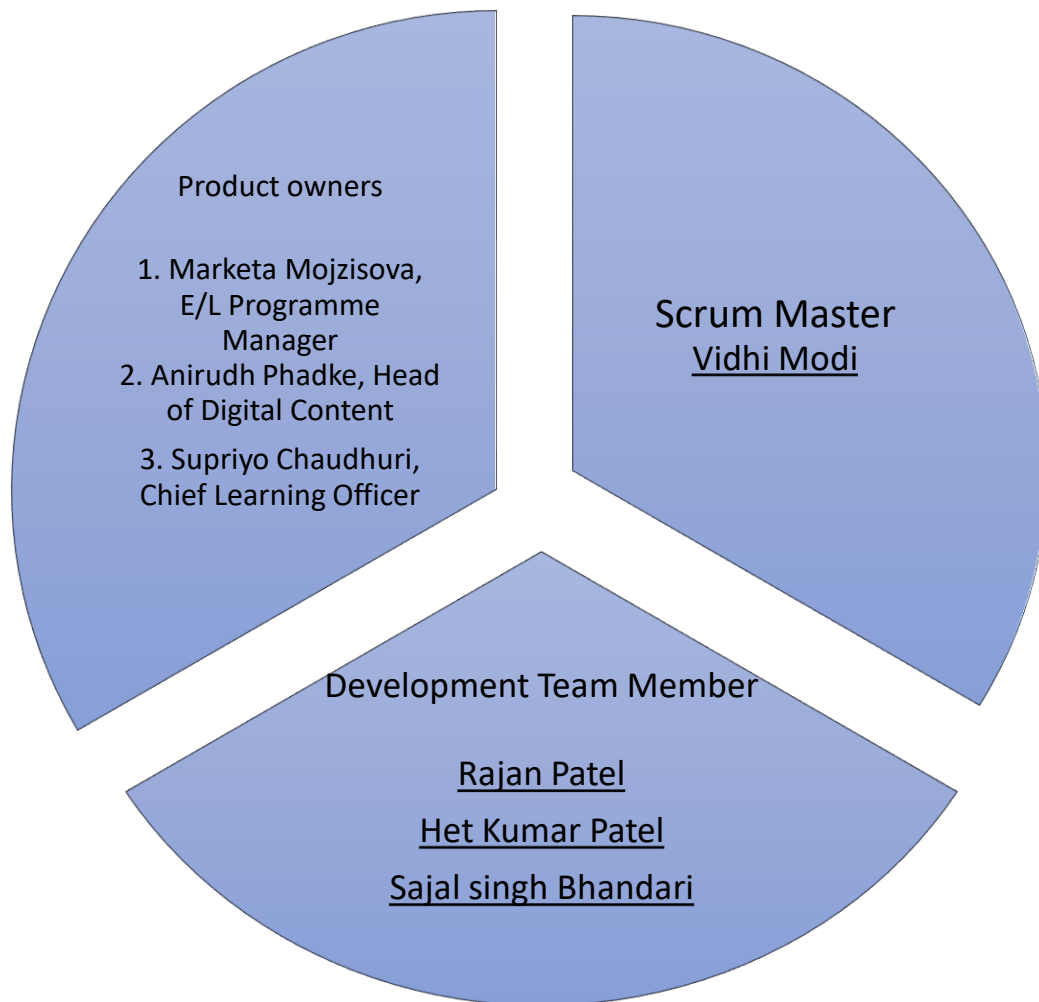 Product owners
1. Marketa Mojzisova,
E/L Programme
Manager
2. Anirudh Phadke, Head
of Digital Content
3. Supriyo Chaudhuri,
Chief Learning Officer
Scrum Master
Vidhi Modi
Development Team Member
Rajan Patel
Het Kumar Patel
Sajal singh Bhandari